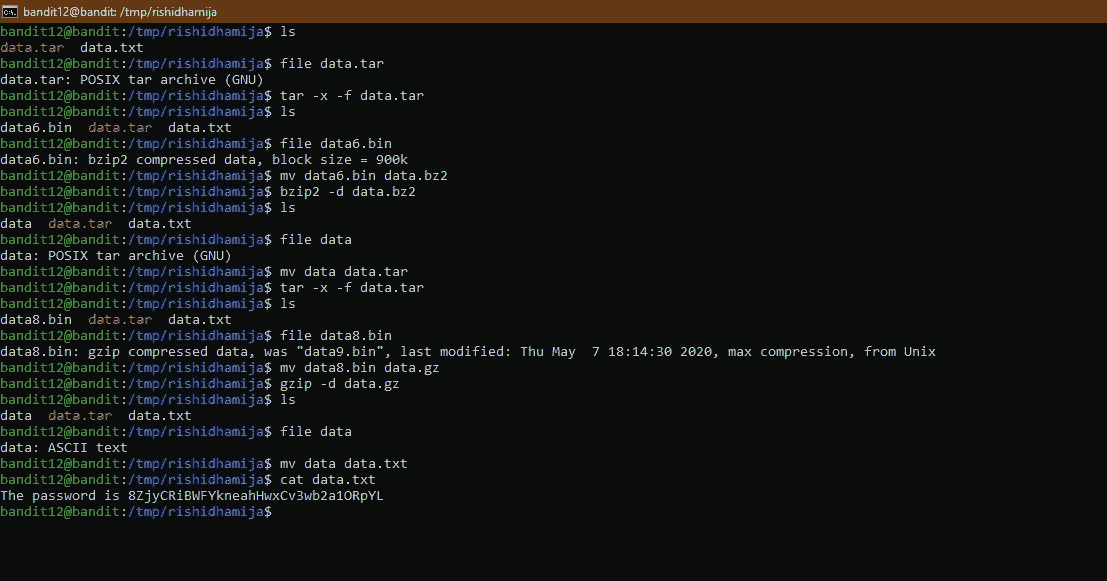 bandit12@bandit: /tmp/rishidhamija
bandit12@bandit:/tmp/rishidhamija$ ls
data.tar  data.txt
bandit12@bandit:/tmp/rishidhamija$ file data.tar
data.tar: POSIX tar archive (GNU)
bandit12@bandit:/tmp/rishidhamija$ tar -x -f data.tar
bandit12@bandit:/tmp/rishidhamija$ ls
data6.bin  data.tar  data.txt
bandit12@bandit:/tmp/rishidhamija$ file data6.bin
data6.bin: bzip2 compressed data, block size = 900k
bandit12@bandit:/tmp/rishidhamija$ mv data6.bin data.bz2
bandit12@bandit:/tmp/rishidhamija$ bzip2 -d data.bz2
bandit12@bandit:/tmp/rishidhamija$ ls
data  data.tar  data.txt
bandit12@bandit:/tmp/rishidhamija$ file data
data: POSIX tar archive (GNU)
bandit12@bandit:/tmp/rishidhamija$ mv data data.tar
bandit12@bandit:/tmp/rishidhamija$ tar -x -f data.tar
bandit12@bandit:/tmp/rishidhamija$ ls
data8.bin  data.tar  data.txt
bandit12@bandit:/tmp/rishidhamija$ file data8.bin
data8.bin: gzip compressed data, was "data9.bin", last modified: Thu May  7 18:14:30 2020, max compression, from Unix
bandit12@bandit:/tmp/rishidhamija$ mv data8.bin data.gz
bandit12@bandit:/tmp/rishidhamija$ gzip -d data.gz
bandit12@bandit:/tmp/rishidhamija$ ls
data  data.tar  data.txt
bandit12@bandit:/tmp/rishidhamija$ file data
data: ASCII text
bandit12@bandit:/tmp/rishidhamija$ mv data data.txt
bandit12@bandit:/tmp/rishidhamija$ cat data.txt
The password is 8ZjyCRiBWFYkneahHwxCv3wb2a1ORpYL
bandit12@bandit:/tmp/rishidhamija$